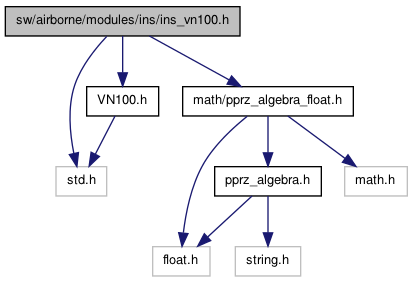 sw/airborne/modules/ins/ins_vn100.h
VN100.h
math/pprz_algebra_float.h
std.h
pprz_algebra.h
math.h
float.h
string.h